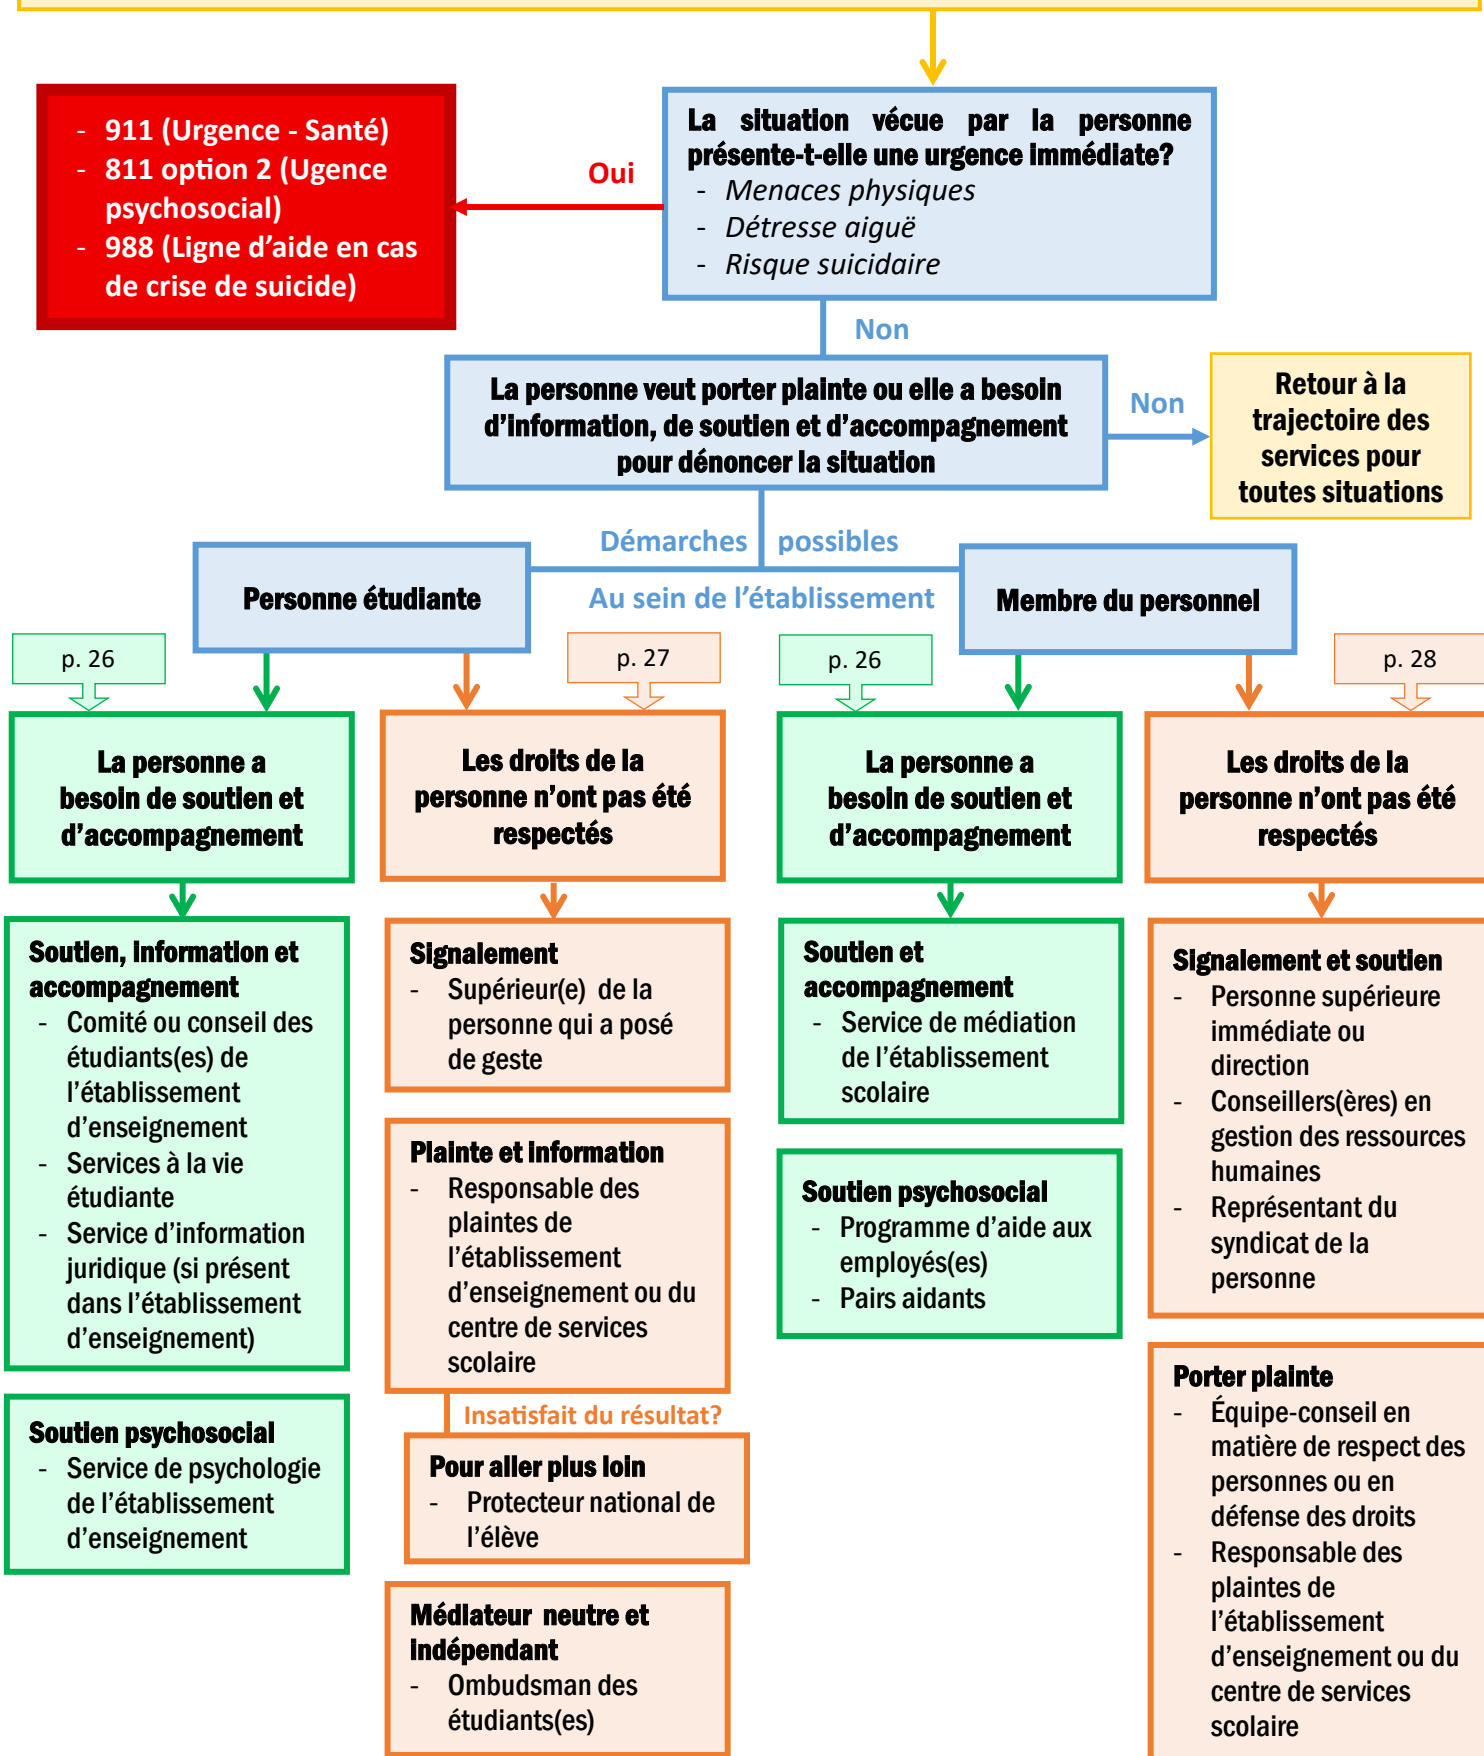 - 911 (Urgence - Santé)
- 811 option 2 (Ugence
psychosocial)
- 988 (Ligne d'aide en cas
de crise de suicide)
Oui
La situation vécue par la personne
présente-t-elle une urgence immédiate?
- Menaces physiques
- Détresse aiguë
- Risque suicidaire
Non
La personne veut porter plainte ou elle a besoin
d'information, de soutien et d'accompagnement
pour dénoncer la situation
Non
Retour à la
trajectoire des
services pour
toutes situations
Démarches possibles
Au sein de l'établissement
Personne étudiante
Membre du personnel
p. 26
La personne a
besoin de soutien et
d'accompagnement
Soutien, information et
accompagnement
- Comité ou conseil des
étudiants(es) de
l'établissement
d'enseignement
- Services à la vie
étudiante
- Service d'information
juridique (si présent
dans l'établissement
d'enseignement)
Soutien psychosocial
- Service de psychologie
de l'établissement
d'enseignement
p. 27
Les droits de la
personne n'ont pas été
respectés
Signalement
- Supérieur(e) de la
personne qui a posé
de geste
Plainte et information
- Responsable des
plaintes de
l'établissement
d'enseignement ou du
centre de services
scolaire
Insatisfait du résultat?
Pour aller plus loin
- Protecteur national de
l'élève
Médiateur neutre et
indépendant
- Ombudsman des
étudiants(es)
p. 26
La personne a
besoin de soutien et
d'accompagnement
Soutien et
accompagnement
- Service de médiation
de l'établissement
scolaire
Soutien psychosocial
- Programme d'aide aux
employés(es)
- Pairs aidants
p. 28
Les droits de la
personne n'ont pas été
respectés
Signalement et soutien
- Personne supérieure
immédiate ou
direction
- Conseillers(ères) en
gestion des ressources
humaines
- Représentant du
syndicat de la
personne
Porter plainte
- Équipe-conseil en
matière de respect des
personnes ou en
défense des droits
- Responsable des
plaintes de
l'établissement
d'enseignement ou du
centre de services
scolaire